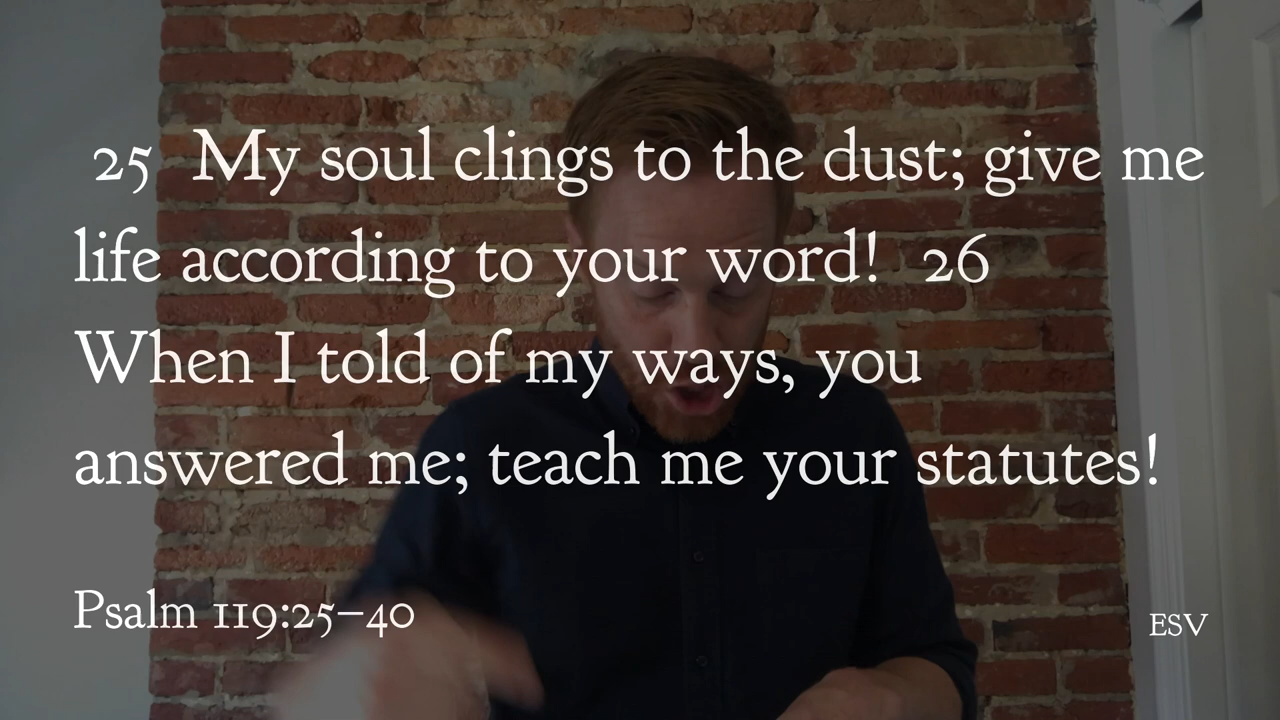 25 My soul clings to the dust; give me
life according to your word! 26
When I told of my ways, you
answered me; teach me your statutes!
Psalm 119:25–40
ESV